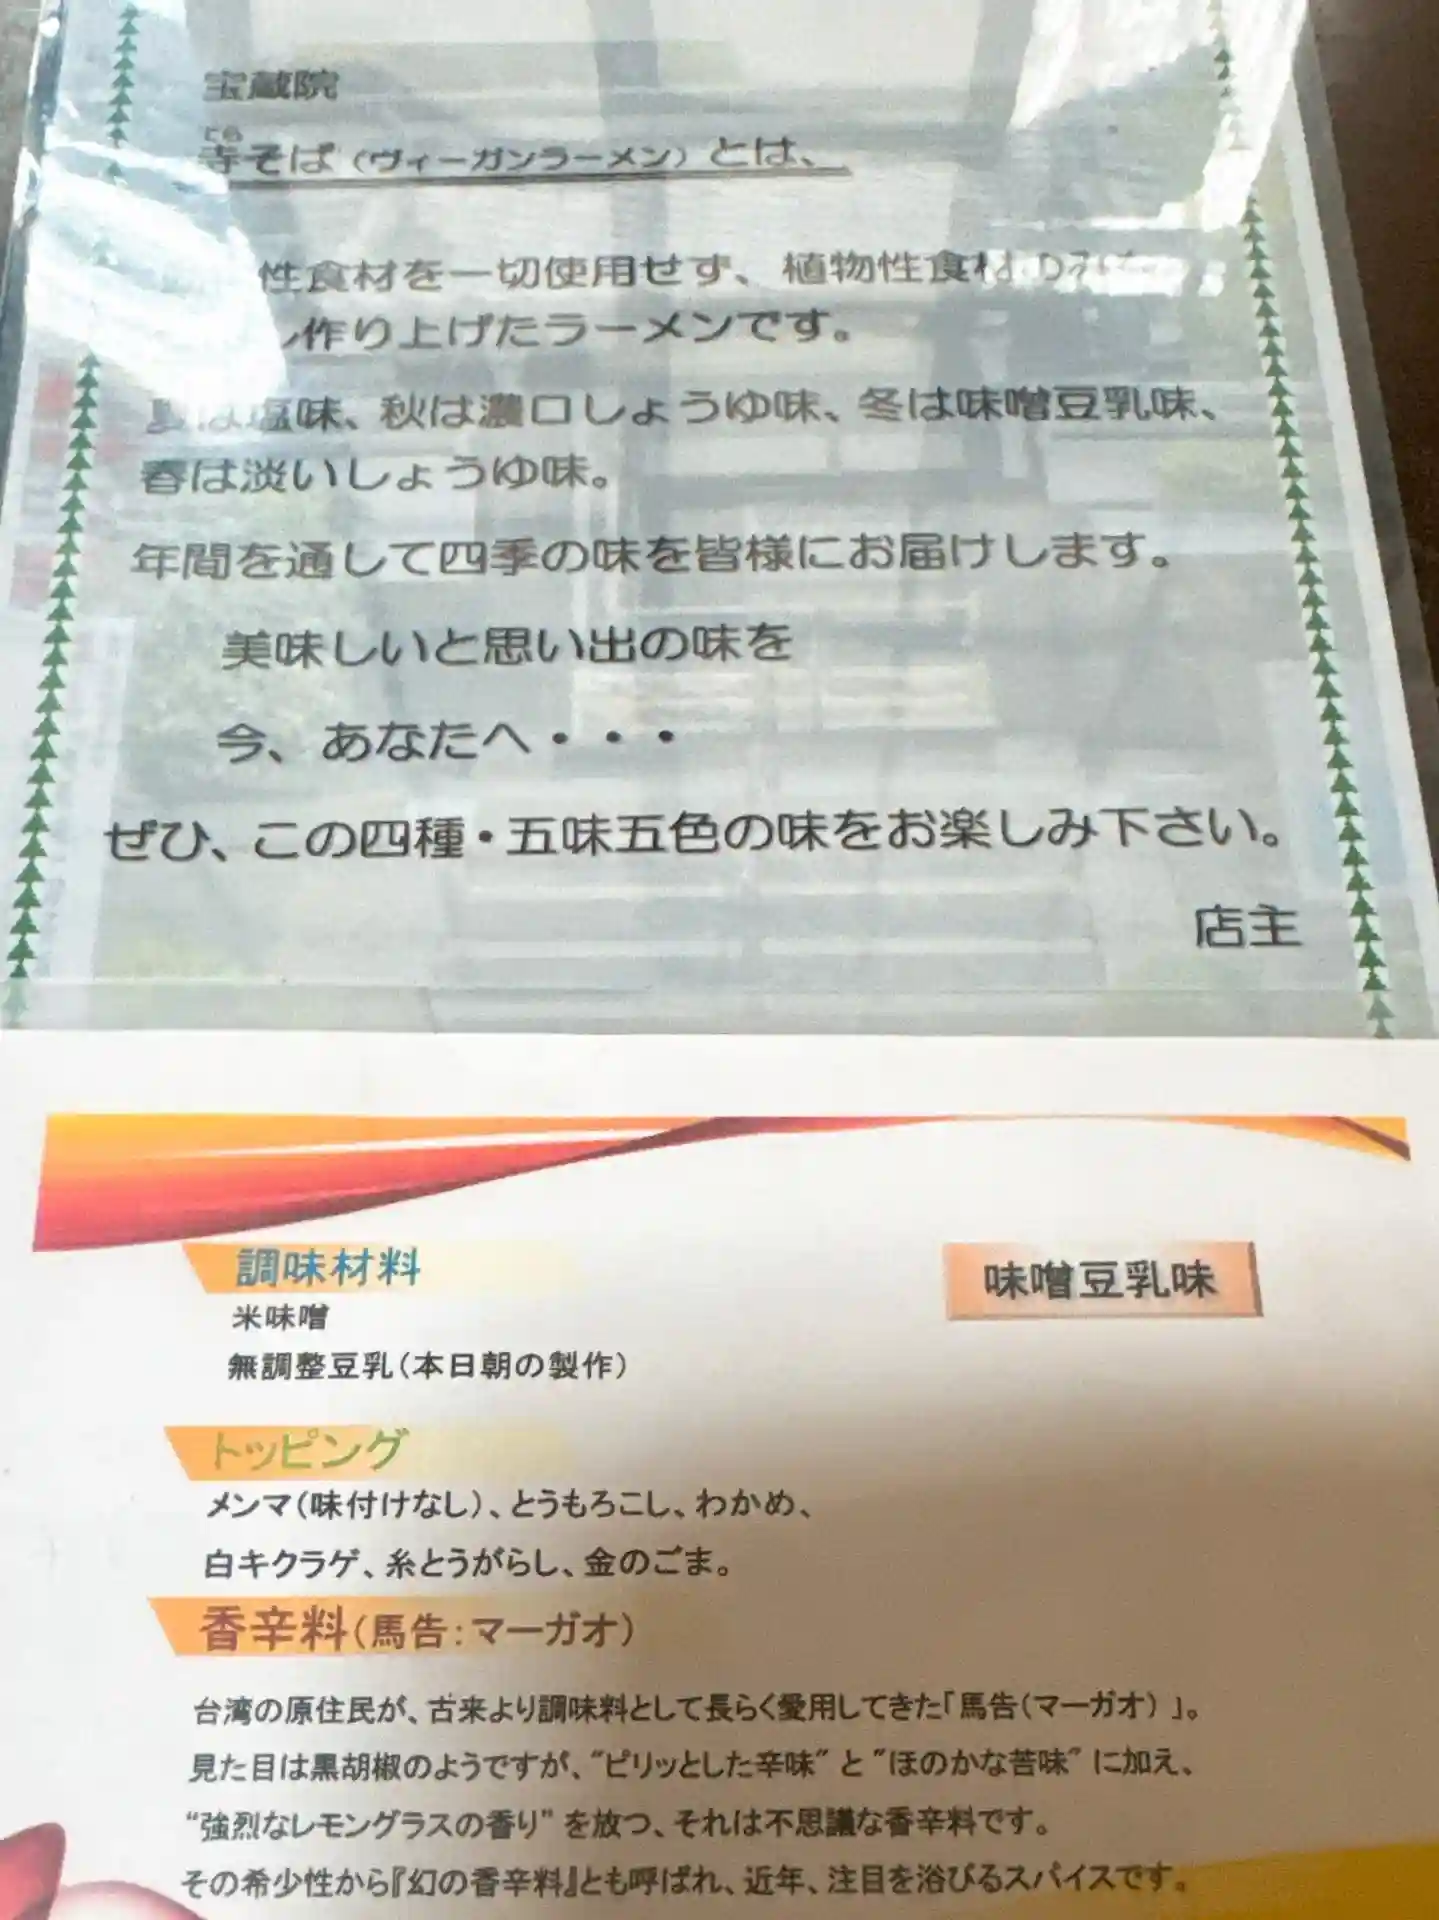 宝蔵院
寺そば（ヴィーガンラーメン）とは、
性食材を一切使用せず、植物性食材
作り上げたラーメンです。
は塩味、秋は濃口しょうゆ味、冬は味噌豆乳味、
春は淡いしょうゆ味。
年間を通して四季の味を皆様にお届けします。
美味しいと思い出の味を
今、あなたへ・・・
ぜひ、この四種・五味五色の味をお楽しみ下さい。
店主
調味材料
味噌豆乳味
米味噌
無調整豆乳（本日朝の製作）
トッピング
メンマ（味付けなし）、とうもろこし、わかめ、
白キクラゲ、糸とうがらし、金のごま。
香辛料（馬告：マーガオ）
台湾の原住民が、古来より調味料として長らく愛用してきた「馬告（マーガオ）」。
見た目は黒胡椒のようですが、"ピリッとした辛味" と "ほのかな苦味" に加え、
"強烈なレモングラスの香り" を放つ、それは不思議な香辛料です。
その希少性から『幻の香辛料』とも呼ばれ、近年、注目を浴びるスパイスです。